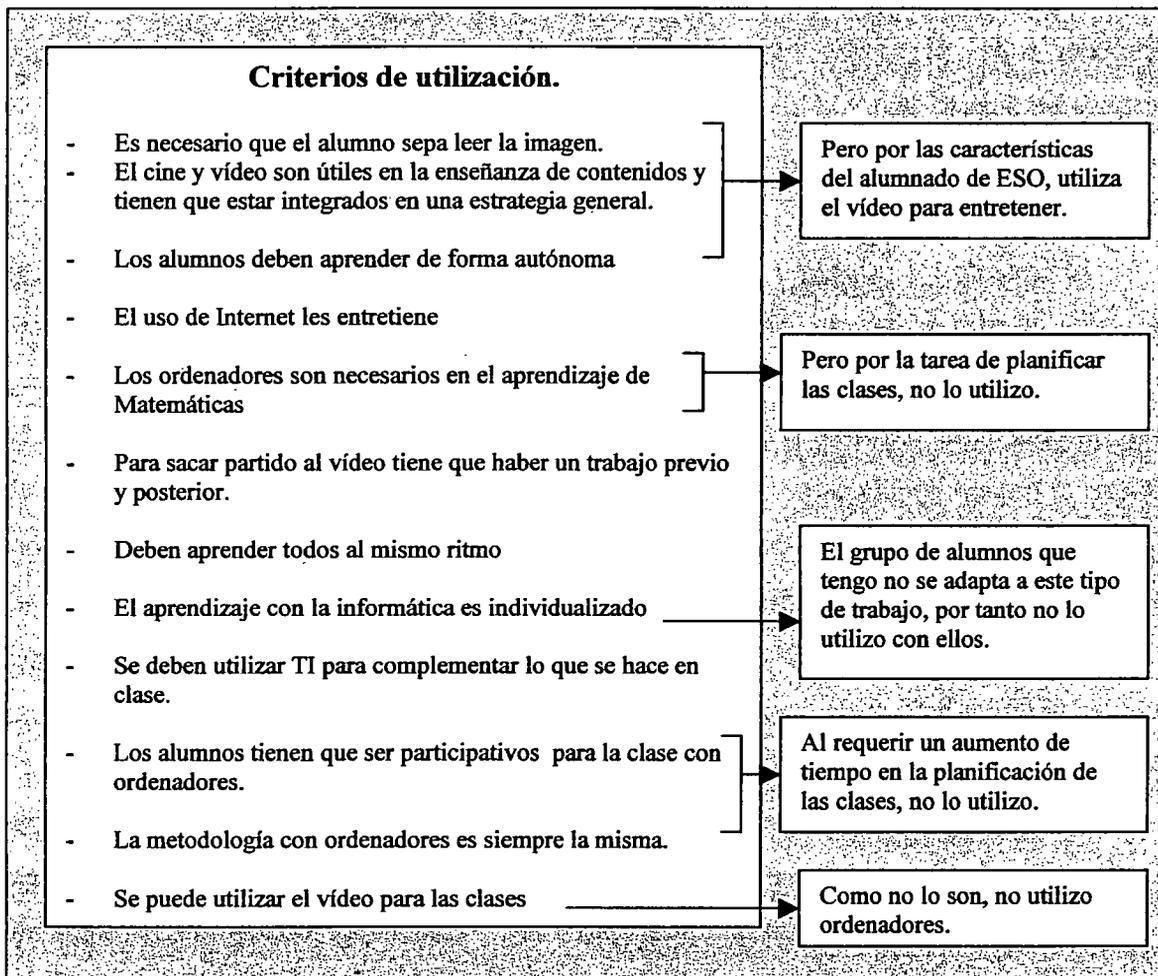 Criterios de utilización.
- Es necesario que el alumno sepa leer la imagen.
- El cine y vídeo son útiles en la enseñanza de contenidos y
tienen que estar integrados en una estrategia general.
- Los alumnos deben aprender de forma autónoma
- El uso de Internet les entretiene
- Los ordenadores son necesarios en el aprendizaje de
Matemáticas
- Para sacar partido al vídeo tiene que haber un trabajo previo
y posterior.
- Deben aprender todos al mismo ritmo
- El aprendizaje con la informática es individualizado
- Se deben utilizar TI para complementar lo que se hace en
clase.
- Los alumnos tienen que ser participativos para la clase con
ordenadores.
- La metodología con ordenadores es siempre la misma.
- Se puede utilizar el vídeo para las clases
Pero por las características
del alumnado de ESO, utiliza
el vídeo para entretener.
Pero por la tarea de planificar
las clases, no lo utilizo.
El grupo de alumnos que
tengo no se adapta a este tipo
de trabajo, por tanto no lo
utilizo con ellos.
Al requerir un aumento de
tiempo en la planificación de
las clases, no lo utilizo.
Como no lo son, no utilizo
ordenadores.